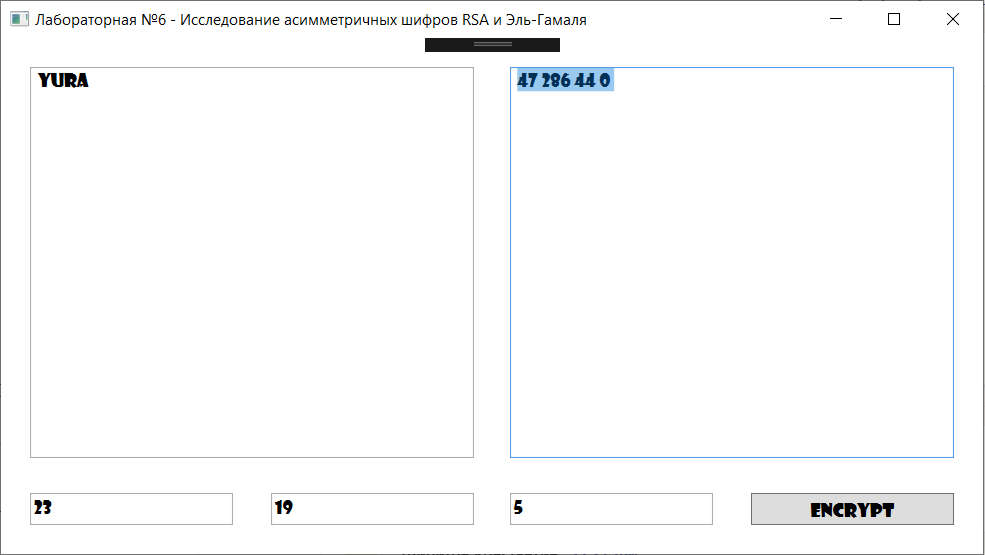 Лабораторная №6 - Исследование асимметричных шифров RSA и Эль-Гамаля
YURA
47 286 44 0
23
19
5
ENCRYPT